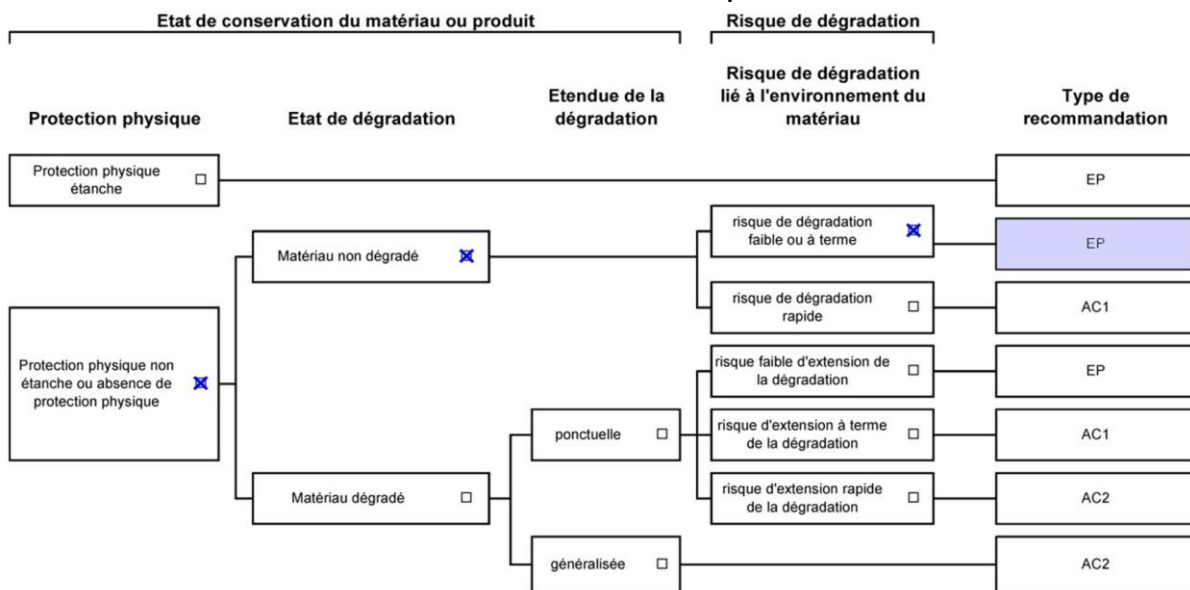 Etat de conservation du matériau ou produit
Risque de dégradation
Protection physique
Etat de dégradation
Etendue de la
dégradation
Risque de dégradation
lié à l'environnement du
matériau
Type de
recommandation
Protection physique
étanche
EP
Matériau non dégradé
risque de dégradation
faible ou à terme
EP
risque de dégradation
rapide
AC1
Protection physique non
étanche ou absence de
protection physique
risque faible d'extension de
la dégradation
EP
ponctuelle
risque d'extension à terme
de la dégradation
AC1
Matériau dégradé
risque d'extension rapide
de la dégradation
AC2
généralisée
AC2